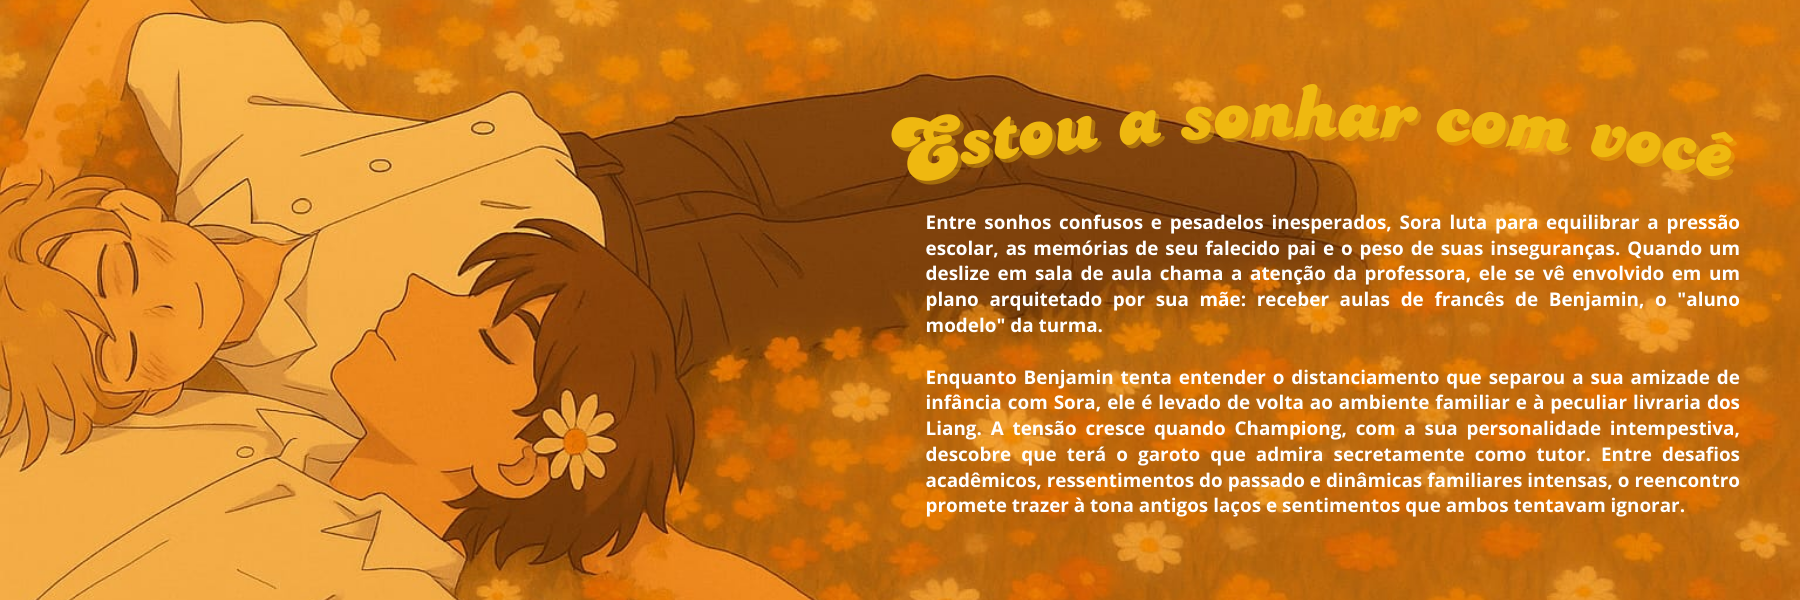 Estou a sonhar com você
Entre sonhos confusos e pesadelos inesperados, Sora luta para equilibrar a pressão
escolar, as memórias de seu falecido pai e o peso de suas inseguranças. Quando um
deslize em sala de aula chama a atenção da professora, ele se vê envolvido em um
plano arquitetado por sua mãe: receber aulas de francês de Benjamin, o "aluno
modelo" da turma.
Enquanto Benjamin tenta entender o distanciamento que separou a sua amizade de
infância com Sora, ele é levado de volta ao ambiente familiar e à peculiar livraria dos
Liang. A tensão cresce quando Championg, com a sua personalidade intempestiva,
descobre que terá o garoto que admira secretamente como tutor. Entre desafios
acadêmicos, ressentimentos do passado e dinâmicas familiares intensas, o reencontro
promete trazer à tona antigos laços e sentimentos que ambos tentavam ignorar.